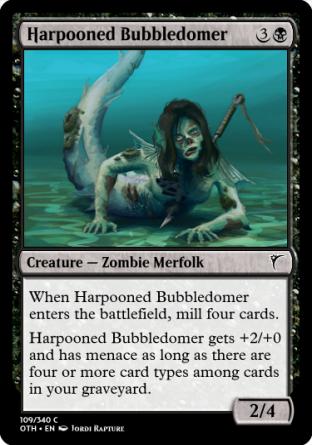 Harpooned Bubbledomer 3
Creature — Zombie Merfolk
When Harpooned Bubbledomer
enters the battlefield, mill four cards.
Harpooned Bubbledomer gets +2/+0
and has menace as long as there are
four or more card types among cards
in your graveyard.
2/4
109/340 C
OTH • EN Jordi Rapture